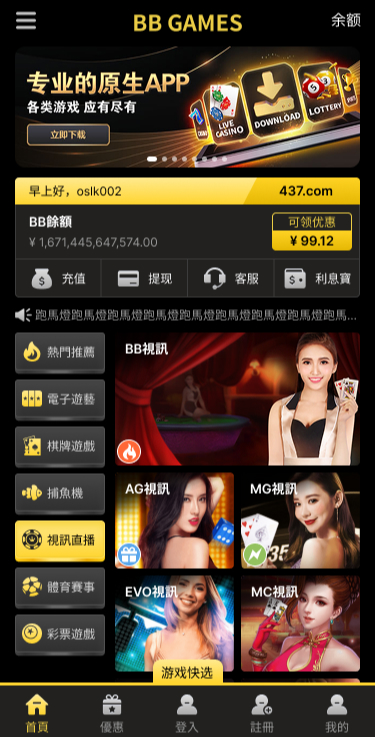 BB GAMES
余额
专业的原生APP
各类游戏 应有尽有
立即下载
LIVE CASINO
DOWNLOAD
LOTTERY
早上好，oslk002
437.com
BB餘額
¥ 1,671,445,647,574.00
可领优惠
¥ 99.12
充值
提现
客服
利息寶
跑馬燈跑馬燈跑馬燈跑馬燈跑馬燈跑馬燈跑馬燈跑馬燈跑馬...
熱門推薦
電子遊藝
棋牌遊戲
捕魚機
視訊直播
體育賽事
彩票遊戲
BB視訊
AG視訊
MG視訊
EVO視訊
MC視訊
游戏快选
首頁
優惠
登入
註冊
我的